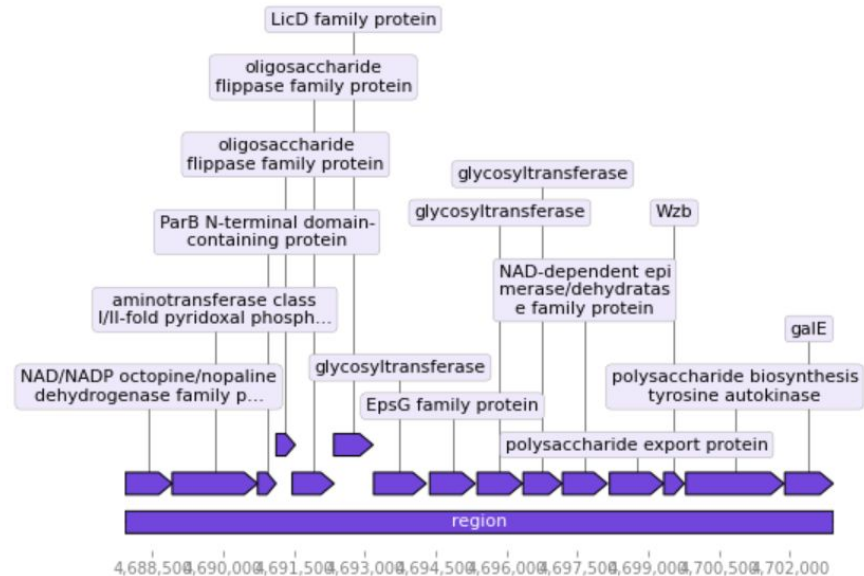 LicD family protein
oligosaccharide
flippase family protein
oligosaccharide
flippase family protein
glycosyltransferase
glycosyltransferase
Wzb
ParB N-terminal domain-
containing protein
NAD-dependent epi
merase/dehydratas
e family protein
aminotransferase class
I/II-fold pyridoxal phosph…
galE
glycosyltransferase
NAD/NADP octopine/nopaline
dehydrogenase family p…
polysaccharide biosynthesis
tyrosine autokinase
EpsG family protein
polysaccharide export protein
region
4,688,500 4,690,000 4,691,500 4,693,000 4,694,500 4,696,000 4,697,500 4,699,000 4,700,500 4,702,000